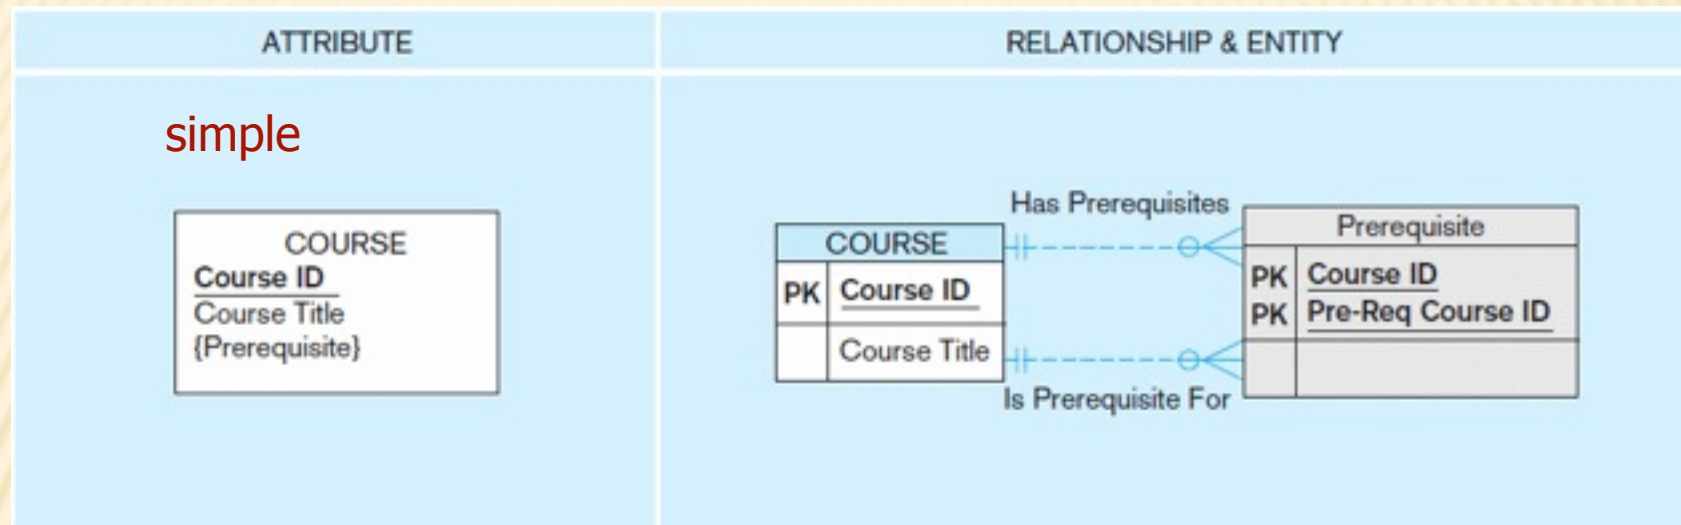 ATTRIBUTE
RELATIONSHIP & ENTITY
simple
COURSE
Course ID
Course Title
{Prerequisite}
Has Prerequisites
COURSE
PK Course ID
Course Title
Is Prerequisite For
Prerequisite
PK Course ID
PK Pre-Req Course ID